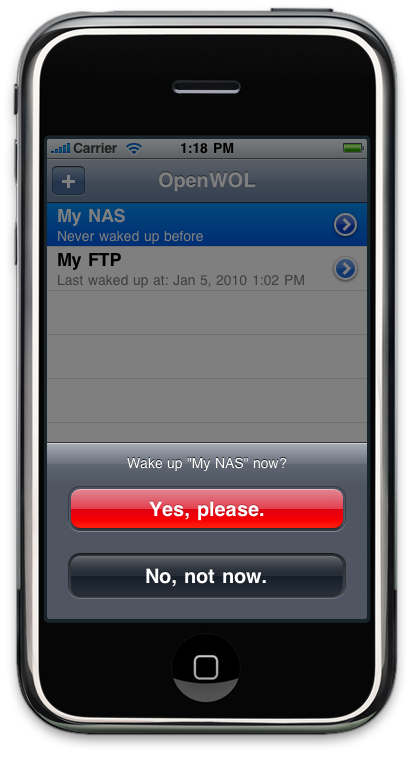 Carrier 1:18 PM
+ OpenWOL
My NAS
Never waked up before
My FTP
Last waked up at: Jan 5, 2010 1:02 PM
Wake up "My NAS" now?
Yes, please.
No, not now.